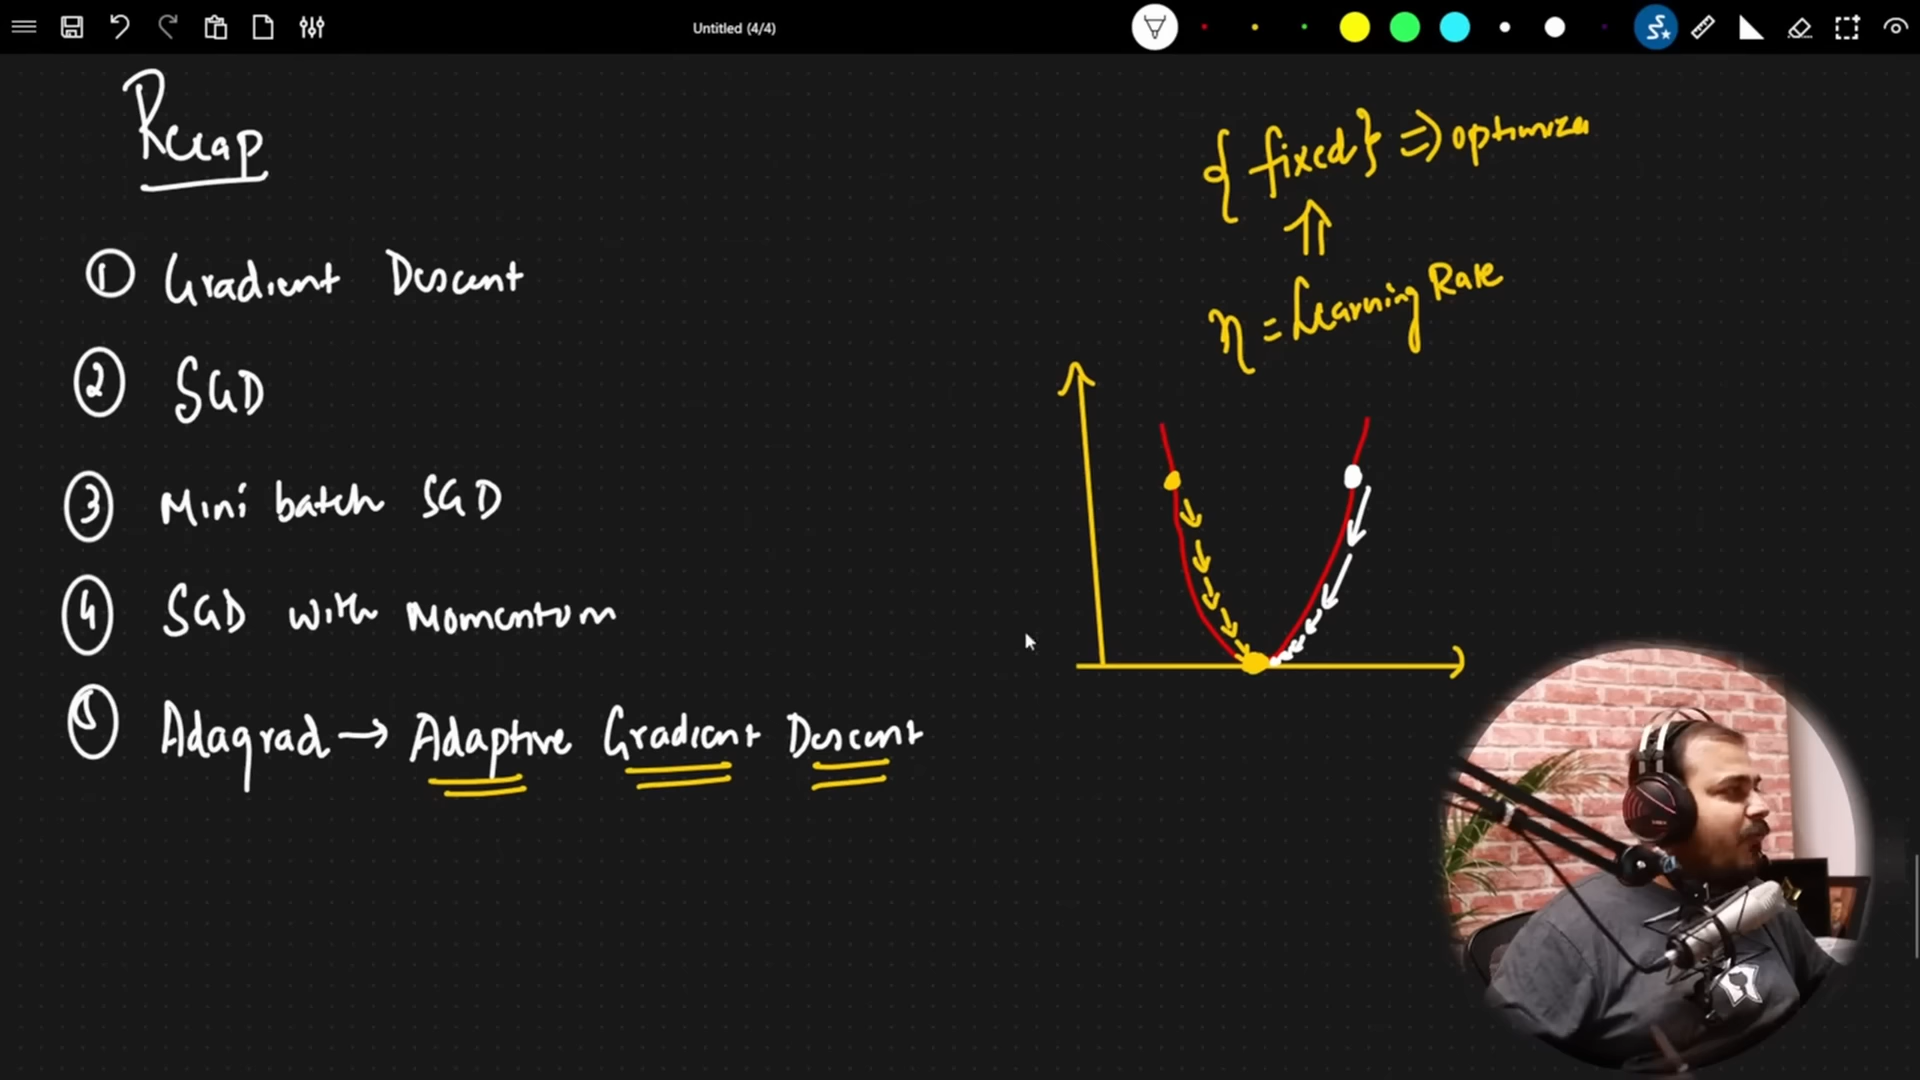 Untitled (4/4)
Recap
① Gradient Descent
② SGD
③ Mini batch SGD
④ SGD with Momentum
⑤ Adagrad → Adaptive Gradient Descent
{ fixed } ⇒ optimizer
η = Learning Rate